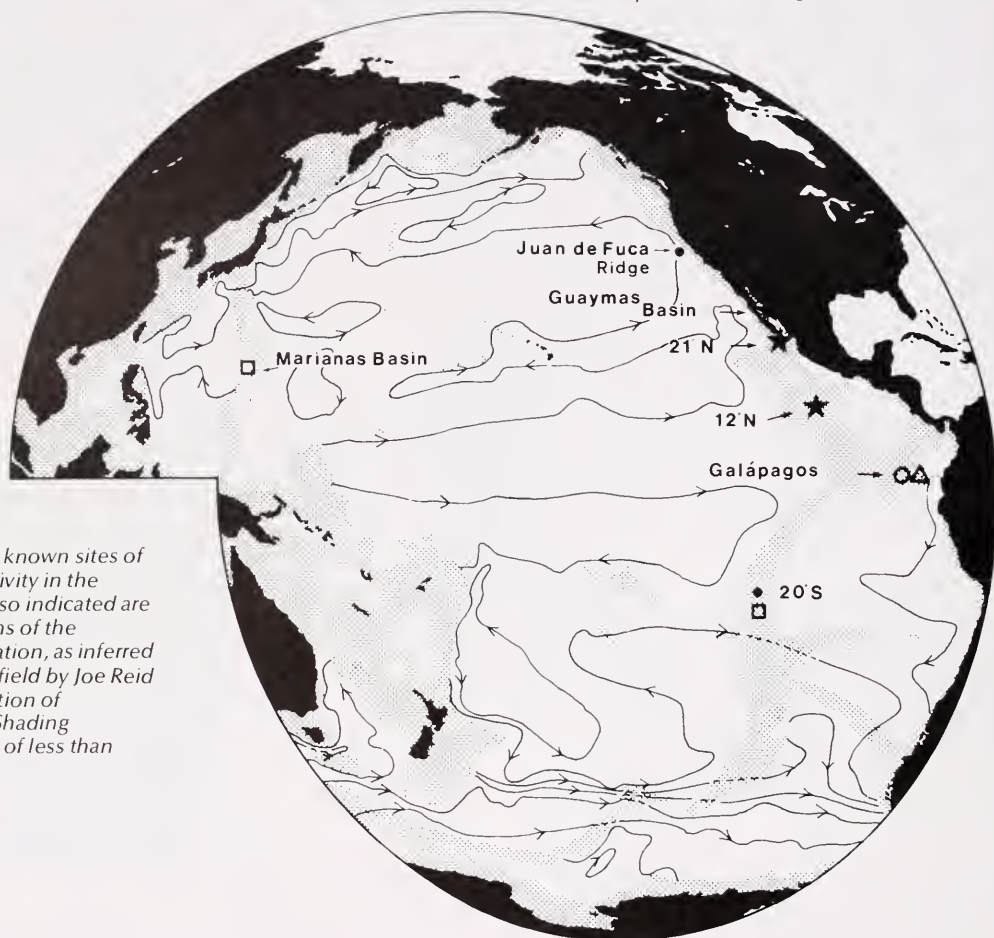 Juan de Fuca
Ridge
Guaymas
Basin
21 N
Marianas Basin
12°N
Galápagos
20°S
known sites of
ivity in the
so indicated are
ns of the
ation, as inferred
field by Joe Reid
tion of
Shading
of less than